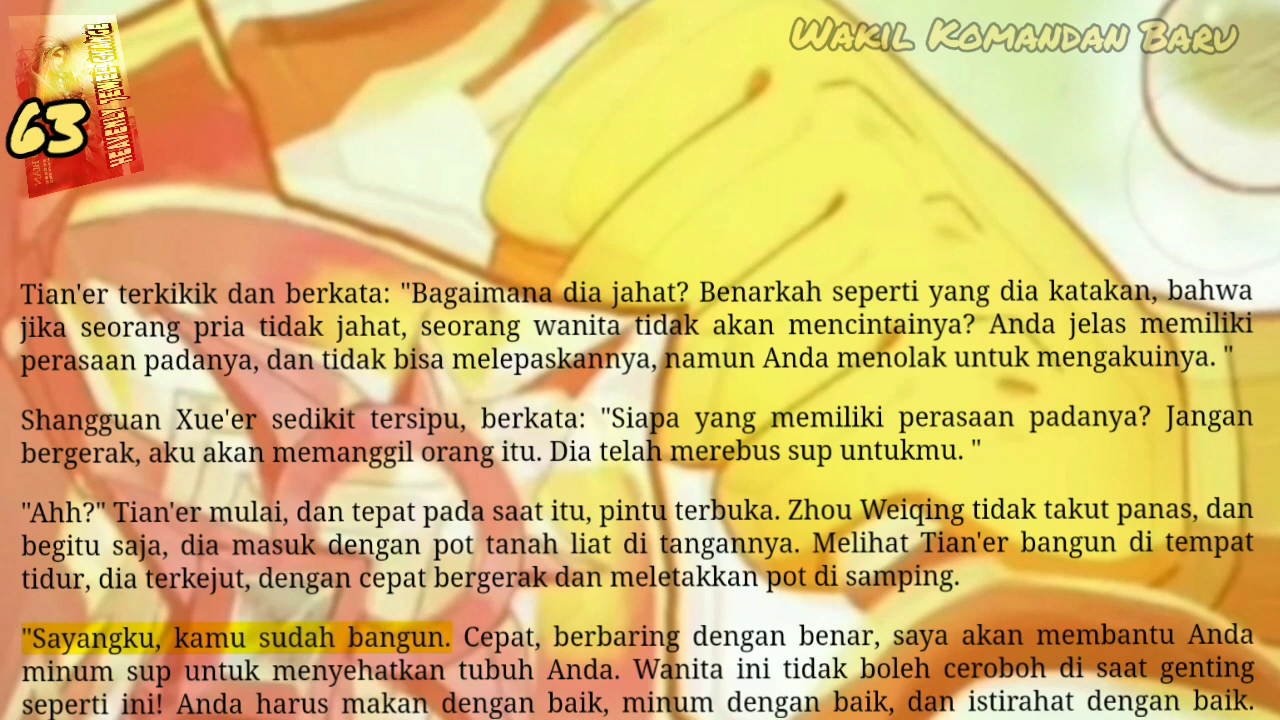 Wakil Komandan Baru
HEAVENLY JEWEL CHANGE
63
Tian'er terkikik dan berkata: "Bagaimana dia jahat? Benarkah seperti yang dia katakan, bahwa
jika seorang pria tidak jahat, seorang wanita tidak akan mencintainya? Anda jelas memiliki
perasaan padanya, dan tidak bisa melepaskannya, namun Anda menolak untuk mengakuinya. "
Shangguan Xue'er sedikit tersipu, berkata: "Siapa yang memiliki perasaan padanya? Jangan
bergerak, aku akan memanggil orang itu. Dia telah merebus sup untukmu. "
"Ahh?" Tian'er mulai, dan tepat pada saat itu, pintu terbuka. Zhou Weiqing tidak takut panas, dan
begitu saja, dia masuk dengan pot tanah liat di tangannya. Melihat Tian'er bangun di tempat
tidur, dia terkejut, dengan cepat bergerak dan meletakkan pot di samping.
"Sayangku, kamu sudah bangun. Cepat, berbaring dengan benar, saya akan membantu Anda
minum sup untuk menyehatkan tubuh Anda. Wanita ini tidak boleh ceroboh di saat genting
seperti ini! Anda harus makan dengan baik, minum dengan baik, dan istirahat dengan baik.